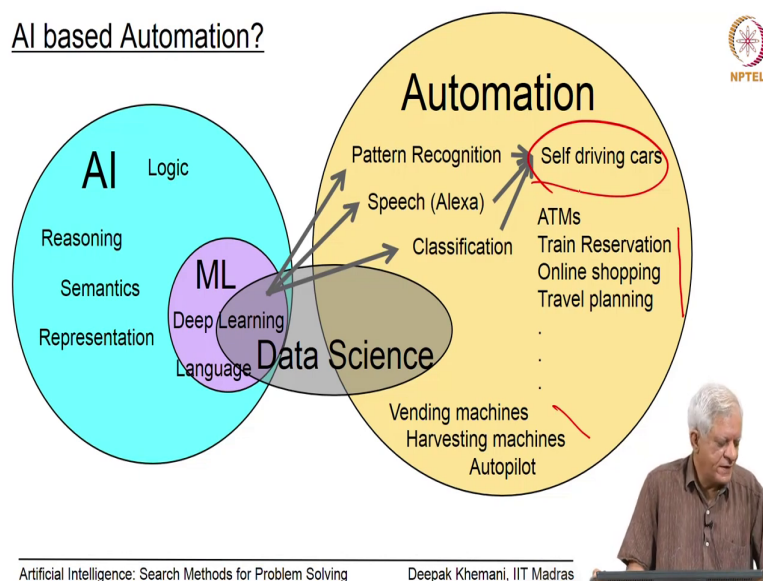 AI based Automation?
NPTEL
Automation
AI
Logic
Reasoning
Semantics
Representation
ML
Deep Learning
Language
Data Science
Pattern Recognition
Speech (Alexa)
Classification
Self driving cars
ATMs
Train Reservation
Online shopping
Travel planning
.
.
.
Vending machines
Harvesting machines
Autopilot
Artificial Intelligence: Search Methods for Problem Solving
Deepak Khemani, IIT Madras